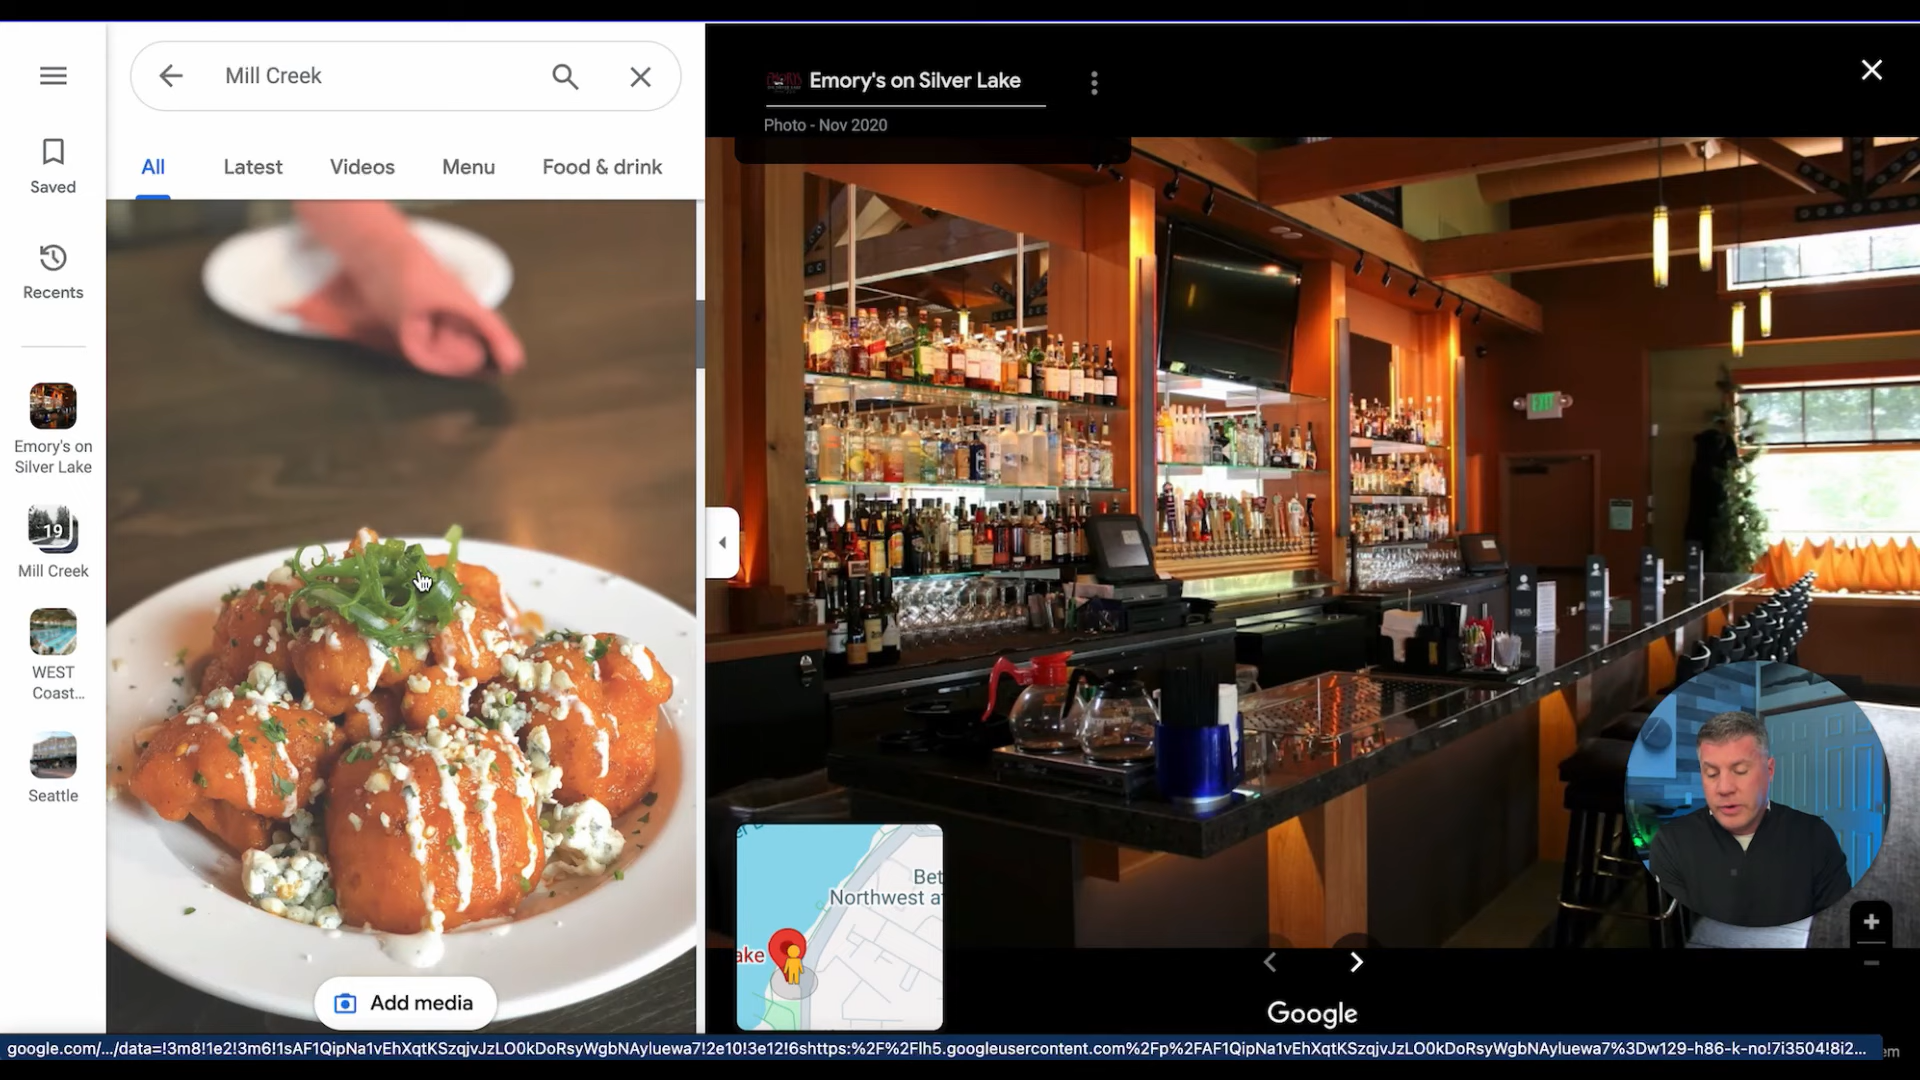 Mill Creek
Saved
Recents
Emory's on
Silver Lake
19
Mill Creek
WEST
Coast...
Seattle
All
Latest
Videos
Menu
Food & drink
Add media
Emory's on Silver Lake
Photo - Nov 2020
EXIT
Bet
Northwest a
ake
Google
google.com/.../data=!3m8!1e2!3m6!1sAF1QipNa1vEhXqtKSzqjvJzLO0kDoRsyWgbNAyluewa7!2e10!3e12!6shttps:%2F%2Flh5.googleusercontent.com%2Fp%2FAF1QipNa1vEhXqtKSzqjvJzLO0kDoRsyWgbNAyluewa7%3Dw129-h86-k-no!7i3504!8i2...